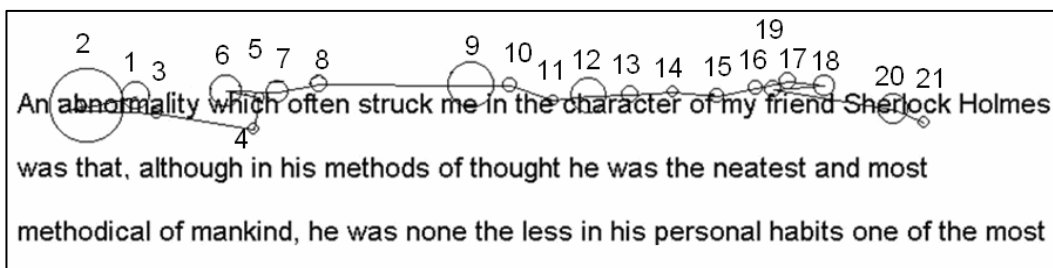 19
2 1 3 6 5 7 8 9 10 11 12 13 14 15 16 17 18 20 21
4
An abnormality which often struck me in the character of my friend Sherlock Holmes
was that, although in his methods of thought he was the neatest and most
methodical of mankind, he was none the less in his personal habits one of the most